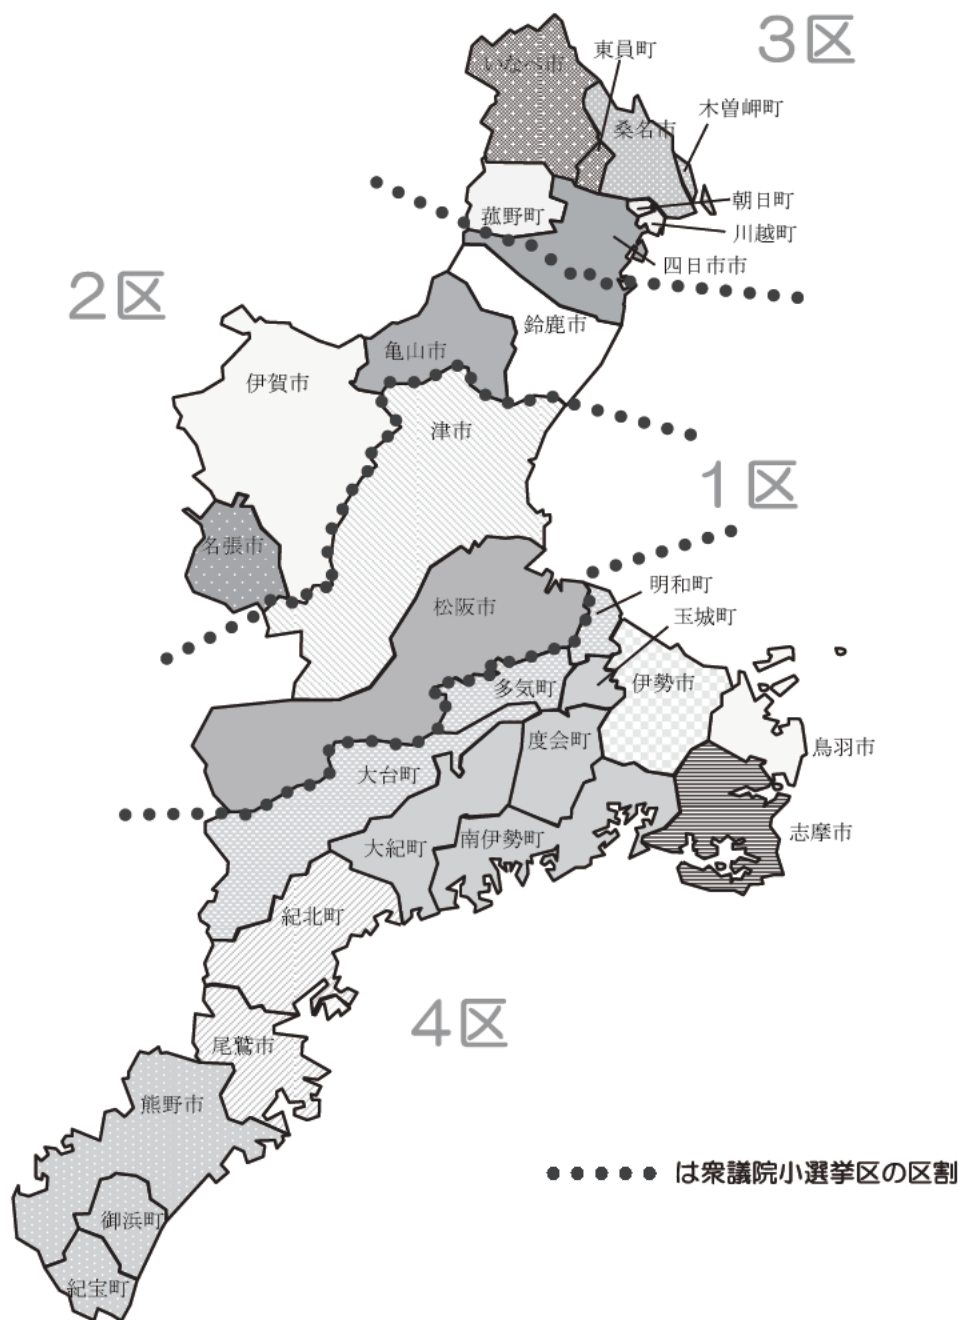 3区
東員町
いなべ市
木曽岬町
桑名市
朝日町
菰野町
川越町
四日市市
2区
鈴鹿市
亀山市
伊賀市
津市
1区
名張市
明和町
松阪市
玉城町
伊勢市
多気町
度会町
鳥羽市
大台町
志摩市
南伊勢町
大紀町
紀北町
4区
尾鷲市
熊野市
は衆議院小選挙区の区割
御浜町
紀宝町